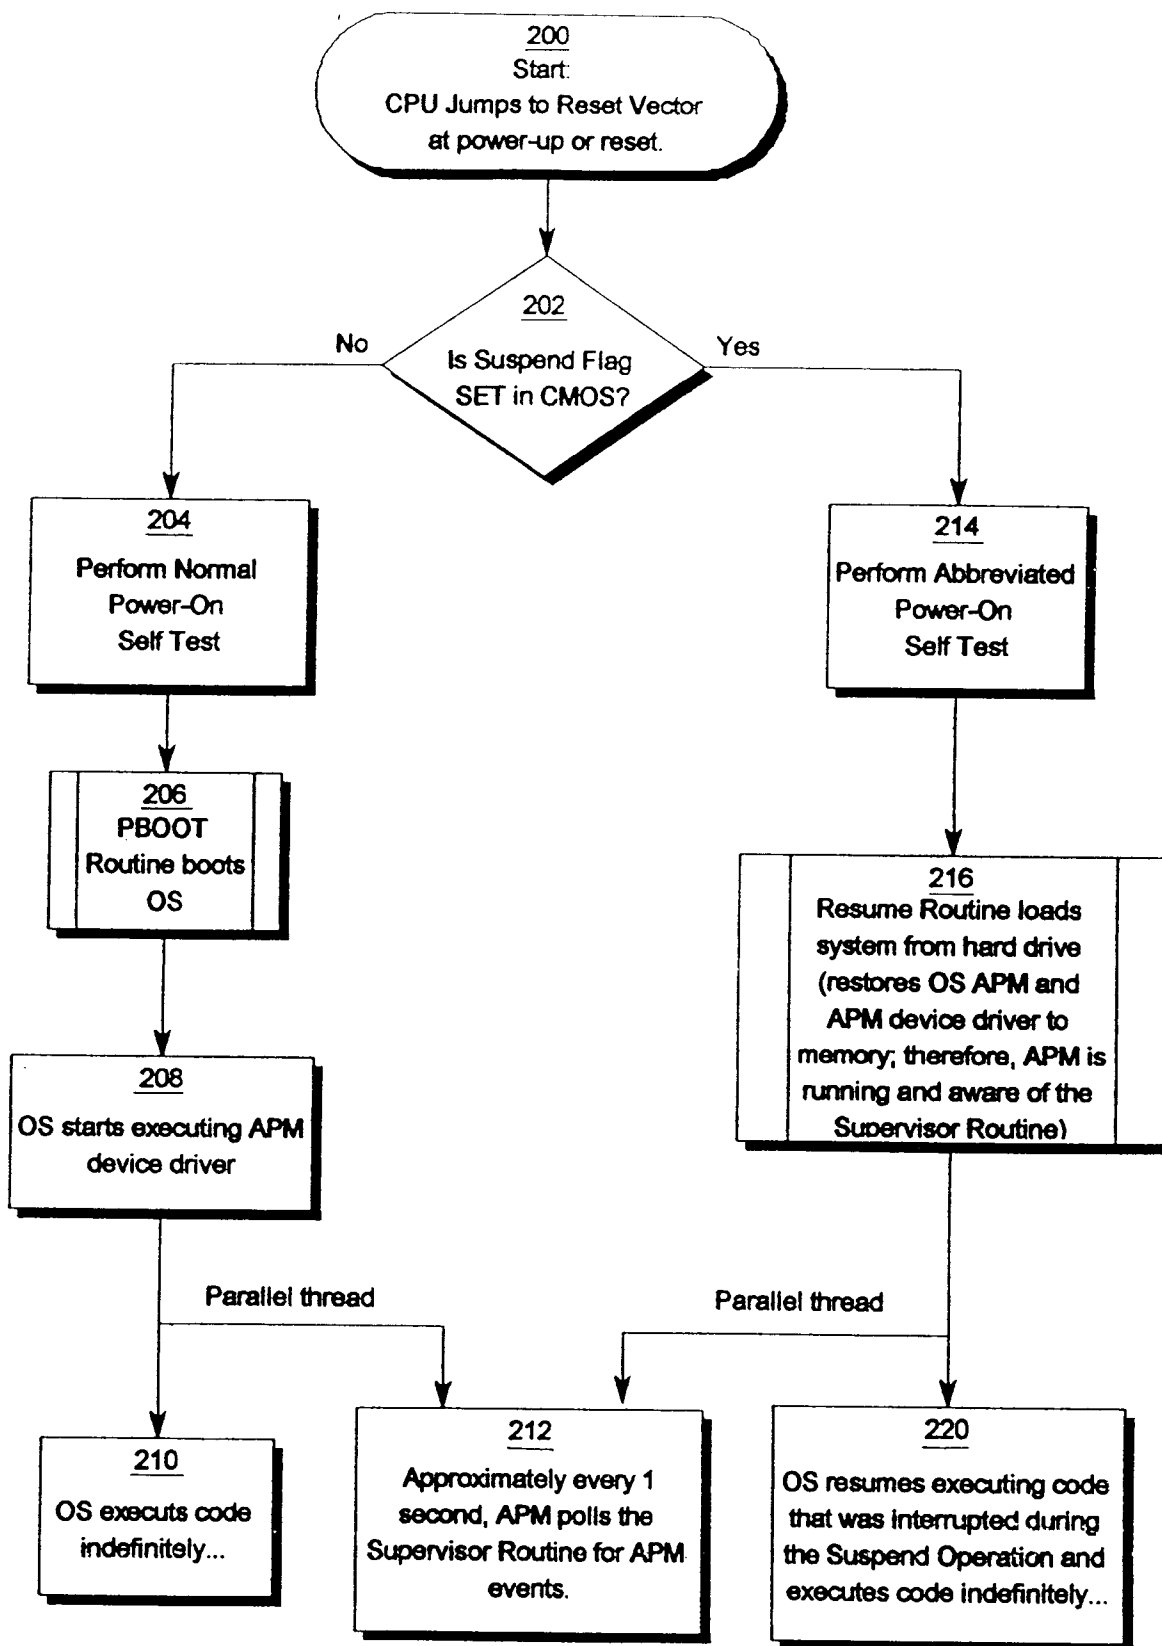 200
Start:
CPU Jumps to Reset Vector
at power-up or reset.
202
Is Suspend Flag
SET in CMOS?
No
Yes
204
Perform Normal
Power-On
Self Test
214
Perform Abbreviated
Power-On
Self Test
206
PBOOT
Routine boots
OS
216
Resume Routine loads
system from hard drive
(restores OS APM and
APM device driver to
memory; therefore, APM is
running and aware of the
Supervisor Routine)
208
OS starts executing APM
device driver
Parallel thread
Parallel thread
210
OS executs code
indefinitely...
212
Approximately every 1
second, APM polls the
Supervisor Routine for APM
events.
220
OS resumes executing code
that was interrupted during
the Suspend Operation and
executes code indefinitely...